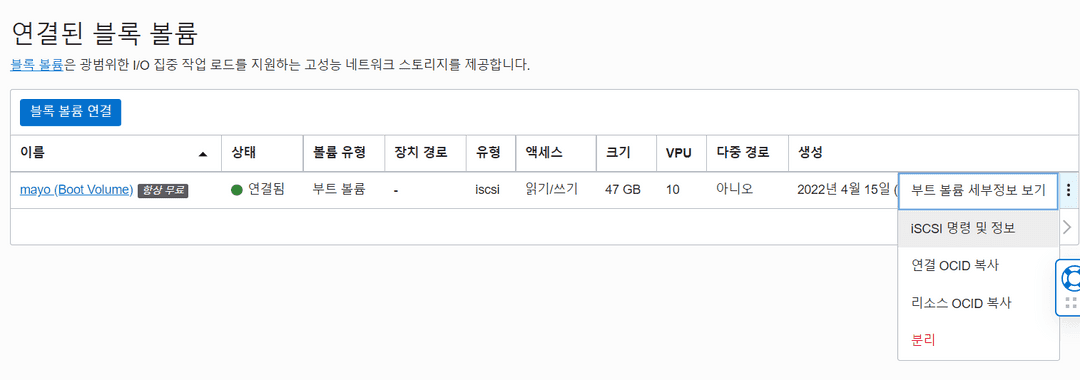 연결된 블록 볼륨
블록 볼륨은 광범위한 I/O 집중 작업 로드를 지원하는 고성능 네트워크 스토리지를 제공합니다.
블록 볼륨 연결
이름 상태 볼륨 유형 장치 경로 유형 액세스 크기 VPU 다중 경로 생성
mayo (Boot Volume) 항상 무료 연결됨 부트 볼륨 - iscsi 읽기/쓰기 47 GB 10 아니오 2022년 4월 15일 (
부트 볼륨 세부정보 보기
iSCSI 명령 및 정보
연결 OCID 복사
리소스 OCID 복사
분리